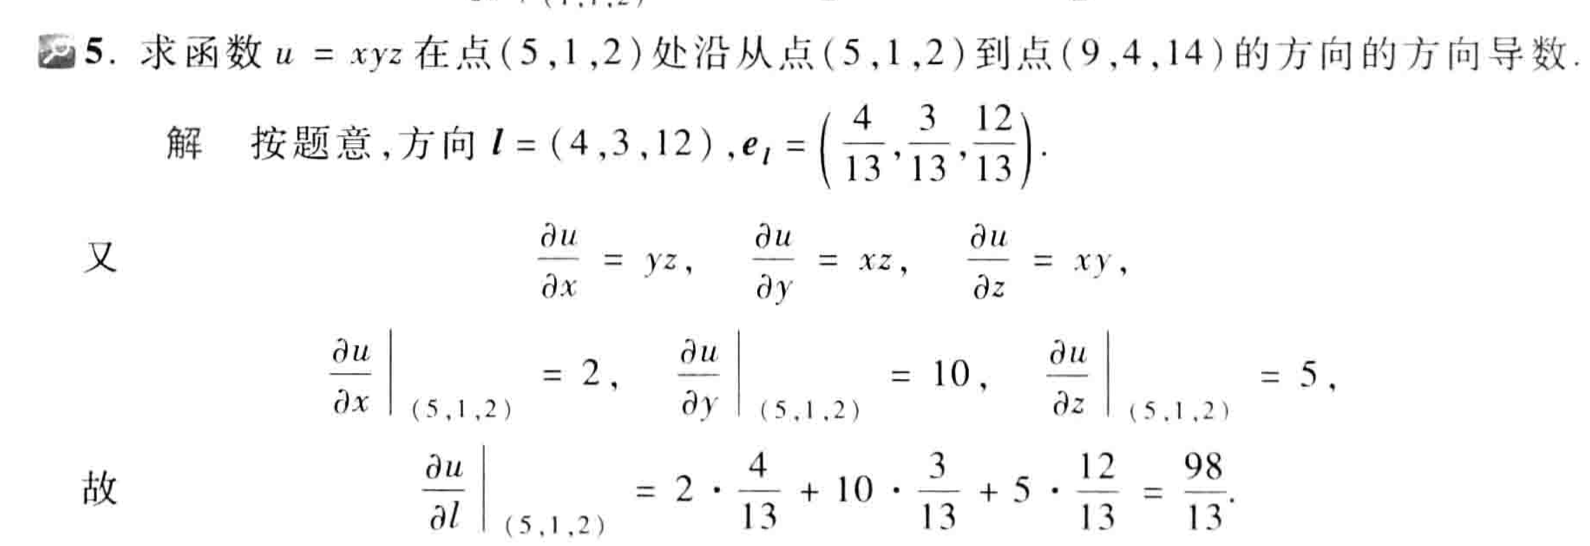 5. 求函数 u = xyz 在点(5,1,2)处沿从点(5,1,2)到点(9,4,14)的方向的方向导数.
解 按题意,方向 l = (4,3,12), e_l = (4/13, 3/13, 12/13).
又 ∂u/∂x = yz, ∂u/∂y = xz, ∂u/∂z = xy,
∂u/∂x |(5,1,2) = 2, ∂u/∂y |(5,1,2) = 10, ∂u/∂z |(5,1,2) = 5,
故 ∂u/∂l |(5,1,2) = 2 · 4/13 + 10 · 3/13 + 5 · 12/13 = 98/13.